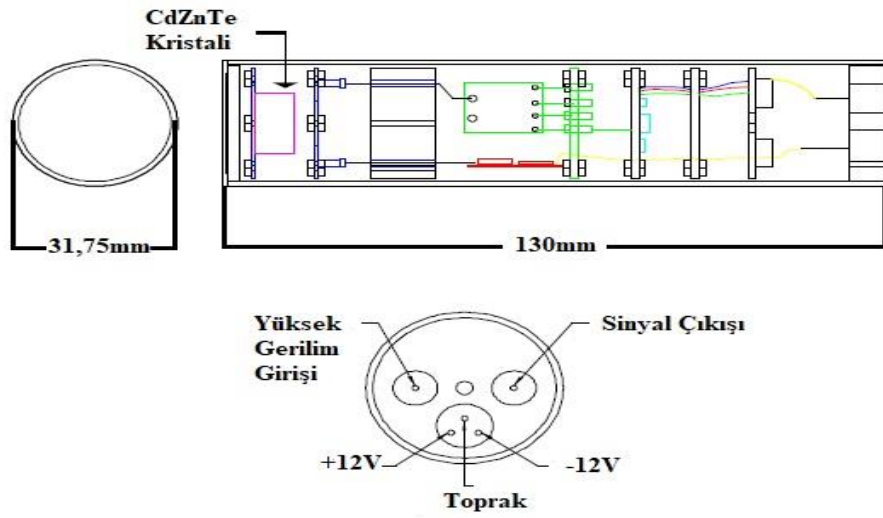 CdZnTe
Kristali
31,75mm
130mm
Yüksek
Gerilim
Girişi
Sinyal Çıkışı
+12V
-12V
Toprak